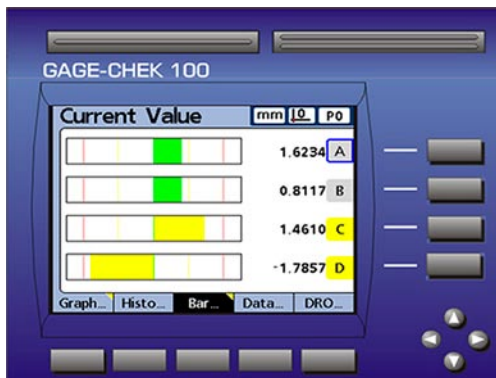 GAGE-CHEK 100
Current Value mm P0
1.6234 A
0.8117 B
1.4610 C
-1.7857 D
Graph... Histo... Bar... Data... DRO...